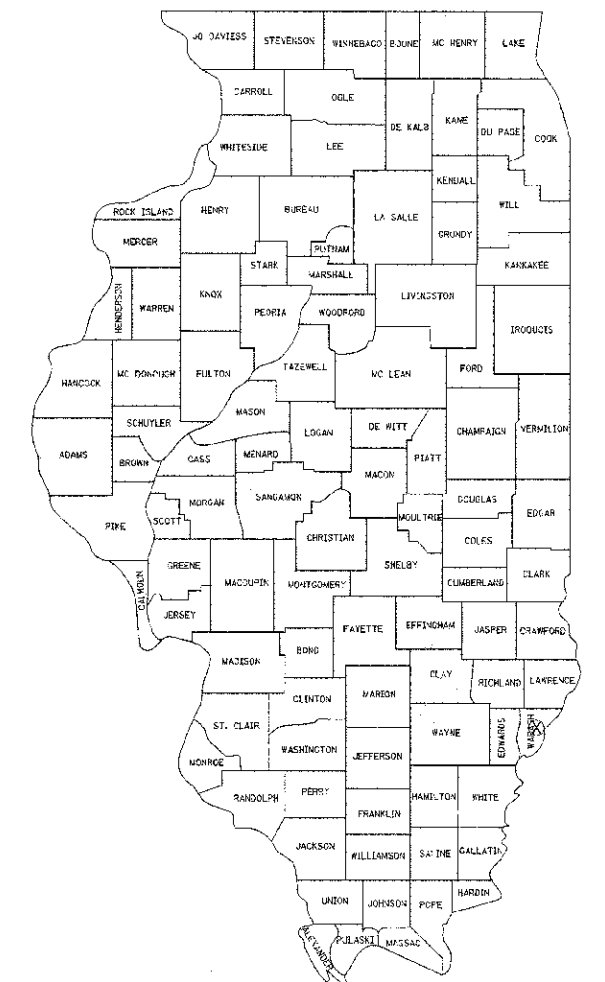 JO DAVIESS STEVENSON WINNEBAGO BOONE MC HENRY LAKE
CARROLL OGLE
DE KALB KANE DU PAGE COOK
WHITESIDE LEE
KENDALL
ROCK ISLAND HENRY BUREAU LA SALLE WILL
MERCER PUTNAM GRUNDY
STARK MARSHALL KANKAKEE
HENDERSON WARREN KNOX PEORIA WOODFORD LIVINGSTON
IROQUOIS
HANCOCK MC DONOUGH FULTON TAZEWELL MC LEAN FORD
MASON
SCHUYLER LOGAN DE WITT CHAMPAIGN VERMILION
ADAMS BROWN CASS MENARD PIATT
MACON
MORGAN SANGAMON DOUGLAS
PIKE SCOTT MOULTRIE EDGAR
CHRISTIAN COLES
GREENE SHELBY CLARK
CALHOUN MACOUPIN MONTGOMERY CUMBERLAND
JERSEY
FAYETTE EFFINGHAM JASPER CRAWFORD
BOND
MADISON CLAY RICHLAND LAWRENCE
CLINTON MARION
ST. CLAIR WAYNE EDWARDS WABASH
WASHINGTON JEFFERSON
MONROE
RANDOLPH PERRY HAMILTON WHITE
FRANKLIN
JACKSON WILLIAMSON SALINE GALLATIN
UNION JOHNSON POPE HARDIN
ALEXANDER PULASKI MASSAC